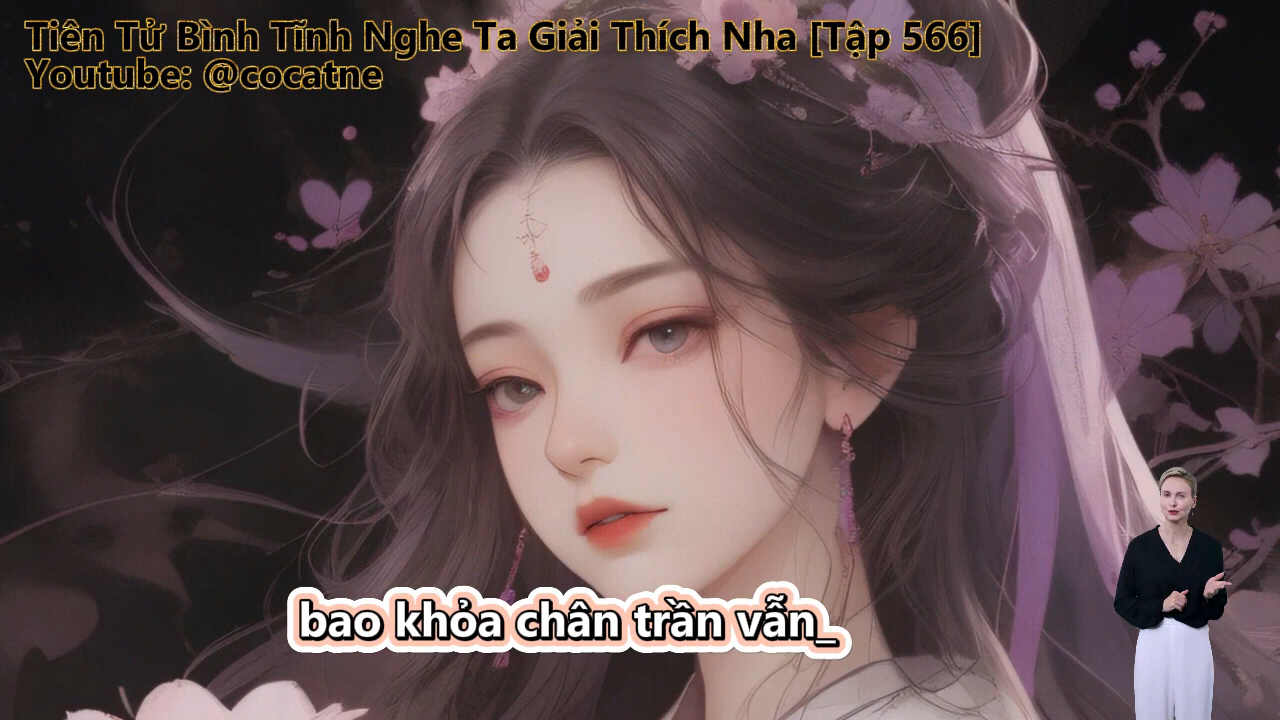 Tiên Tử Bình Tĩnh Nghe Ta Giải Thích Nha [Tập 566]
Youtube: @cocatne
bao khỏa chân trần vẫn_